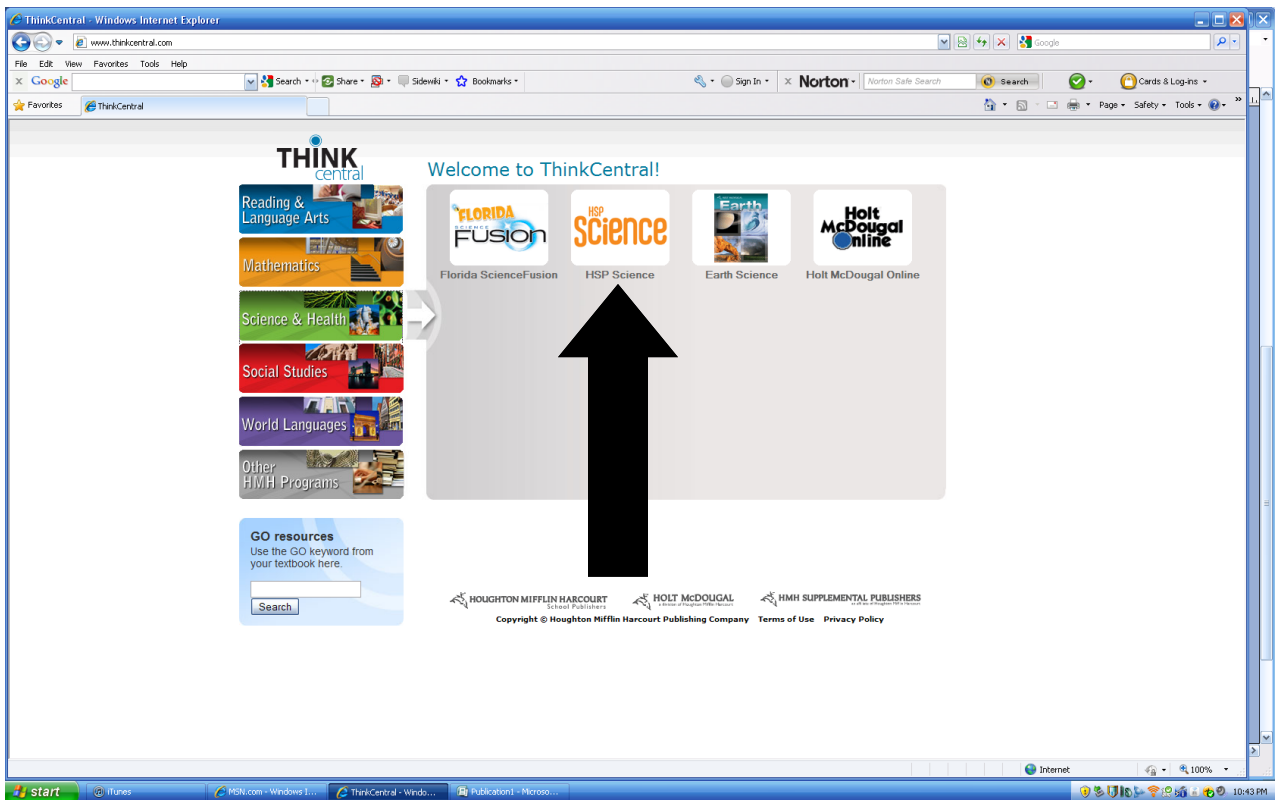 ThinkCentral - Windows Internet Explorer
www.thinkcentral.com
Google
File Edit View Favorites Tools Help
Google
Search
Share
Sidewiki
Bookmarks
Sign In
Norton
Norton Safe Search
Search
Cards & Log-ins
Favorites
ThinkCentral
Page Safety Tools
THINK
central
Welcome to ThinkCentral!
Reading &
Language Arts
Mathematics
Science & Health
Social Studies
World Languages
Other
HMH Programs
FLORIDA
SCIENCE
FUSION
Florida ScienceFusion
HSP
Science
HSP Science
Earth
Earth Science
Holt
McDougal
Online
Holt McDougal Online
GO resources
Use the GO keyword from
your textbook here.
Search
HOUGHTON MIFFLIN HARCOURT
School Publishers
HOLT McDOUGAL
HMH SUPPLEMENTAL PUBLISHERS
Copyright © Houghton Mifflin Harcourt Publishing Company Terms of Use Privacy Policy
Internet
100%
start
iTunes
MSN.com - Windows I...
ThinkCentral - Windo...
Publication1 - Microso...
10:43 PM